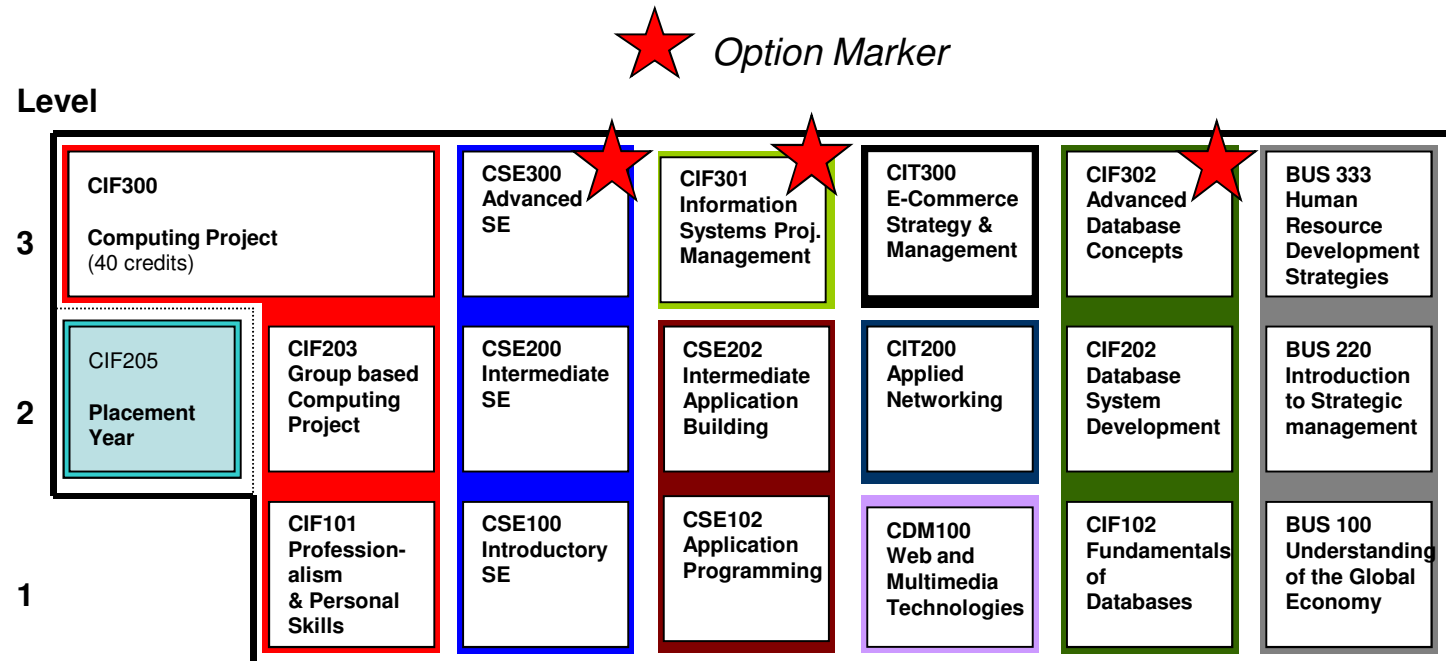 Option Marker
Level
3
CIF300
Computing Project
(40 credits)
CSE300
Advanced
SE
CIF301
Information
Systems Proj.
Management
CIT300
E-Commerce
Strategy &
Management
CIF302
Advanced
Database
Concepts
BUS 333
Human
Resource
Development
Strategies
2
CIF205
Placement
Year
CIF203
Group based
Computing
Project
CSE200
Intermediate
SE
CSE202
Intermediate
Application
Building
CIT200
Applied
Networking
CIF202
Database
System
Development
BUS 220
Introduction
to Strategic
management
1
CIF101
Profession-
alism
& Personal
Skills
CSE100
Introductory
SE
CSE102
Application
Programming
CDM100
Web and
Multimedia
Technologies
CIF102
Fundamentals
of
Databases
BUS 100
Understanding
of the Global
Economy